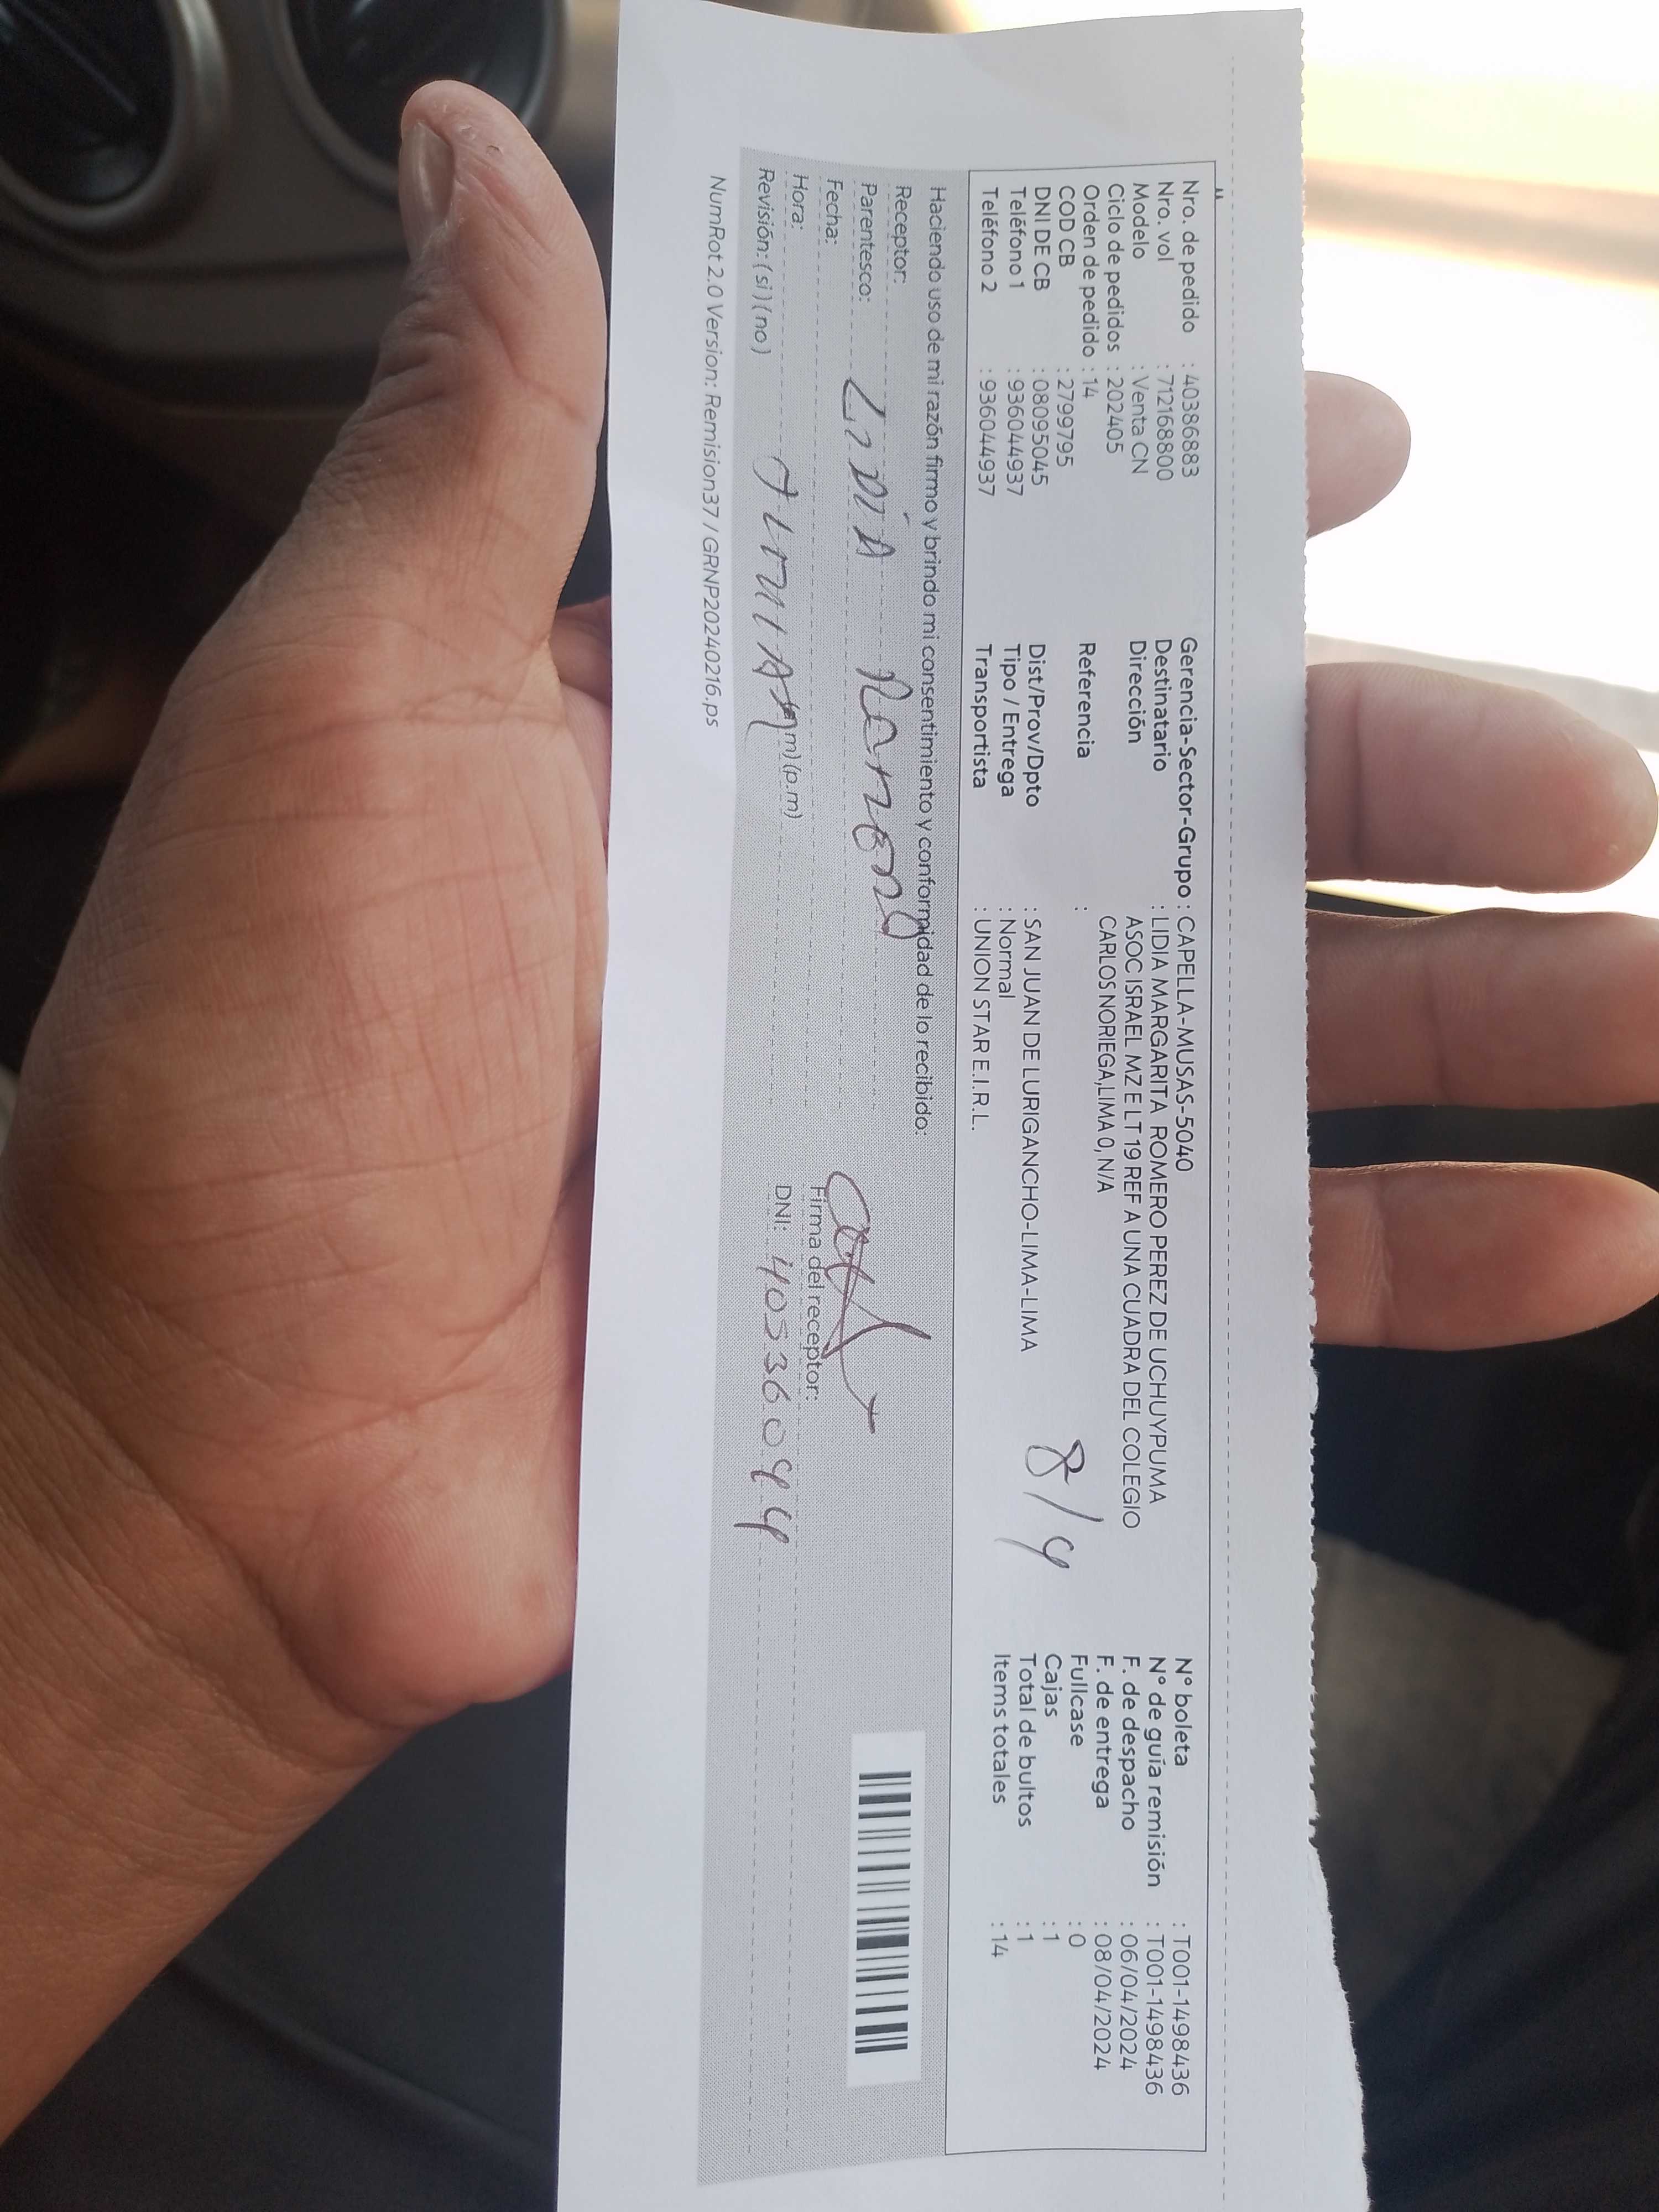 Nro. de pedido : 40386883
Nro. vol : 712168800
Modelo : Venta CN
Ciclo de pedidos : 202405
Orden de pedido : 14
COD CB : 2799795
DNI DE CB : 08095045
Teléfono 1 : 936044937
Teléfono 2 : 936044937
Gerencia-Sector-Grupo : CAPELLA-MUSAS-5040
Destinatario : LIDIA MARGARITA ROMERO PEREZ DE UCHUYPUMA
Dirección ASOC ISRAEL MZ E LT 19 REF A UNA CUADRA DEL COLEGIO
CARLOS NORIEGA,LIMA 0, N/A
Referencia :
Dist/Prov/Dpto : SAN JUAN DE LURIGANCHO-LIMA-LIMA
Tipo / Entrega : Normal
Transportista : UNION STAR E.I.R.L.
8/4
N° boleta : T001-1498436
N° de guía remisión : T001-1498436
F. de despacho : 06/04/2024
F. de entrega : 08/04/2024
Fullcase : 0
Cajas : 1
Total de bultos : 1
Items totales : 14
Haciendo uso de mi razón firmo y brindo mi consentimiento y conformidad de lo recibido:
Receptor:
Parentesco: LIDIA
Fecha:
Hora: m) (p.m)
Revisión: ( si ) ( no )
Firma del receptor:
DNI: 40536044
NumRot 2.0 Version: Remision37 / GRNP20240216.ps